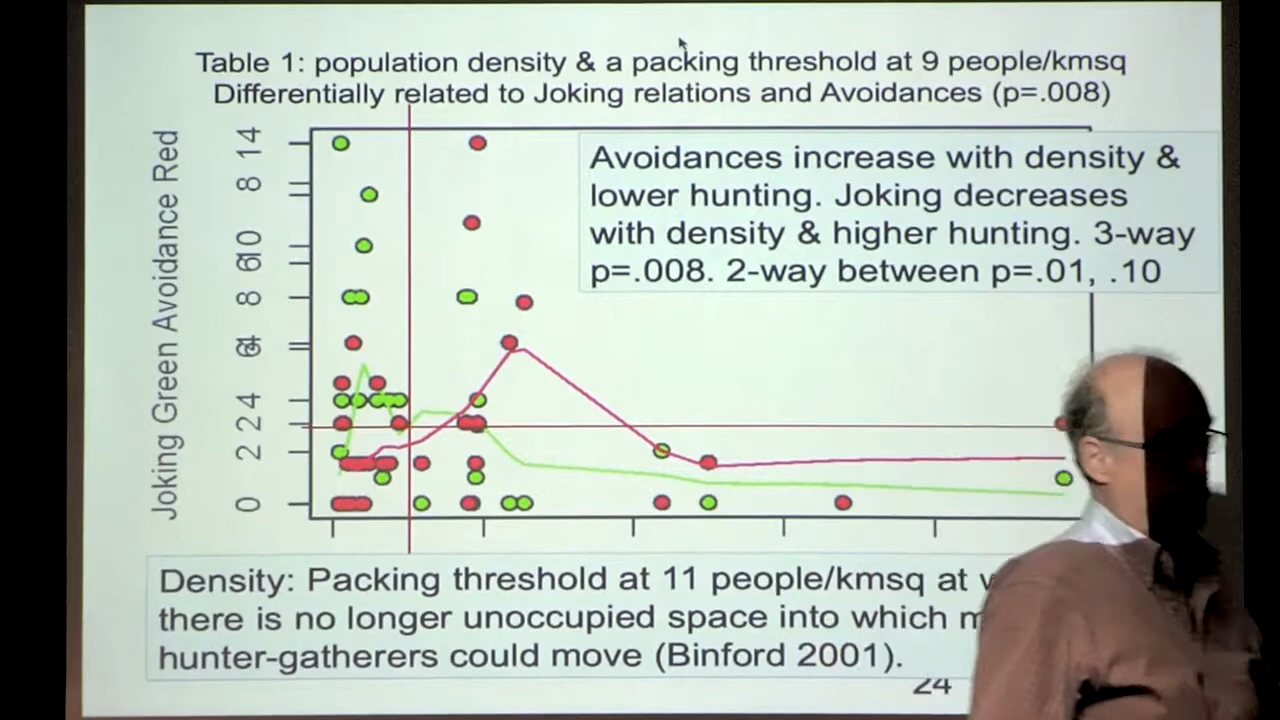 Table 1: population density & a packing threshold at 9 people/kmsq
Differentially related to Joking relations and Avoidances (p=.008)
Joking Green Avoidance Red
14
8
10
6
8
6
4
4
2
2
0
Avoidances increase with density &
lower hunting. Joking decreases
with density & higher hunting. 3-way
p=.008. 2-way between p=.01, .10
Density: Packing threshold at 11 people/kmsq at
there is no longer unoccupied space into which
hunter-gatherers could move (Binford 2001).
24